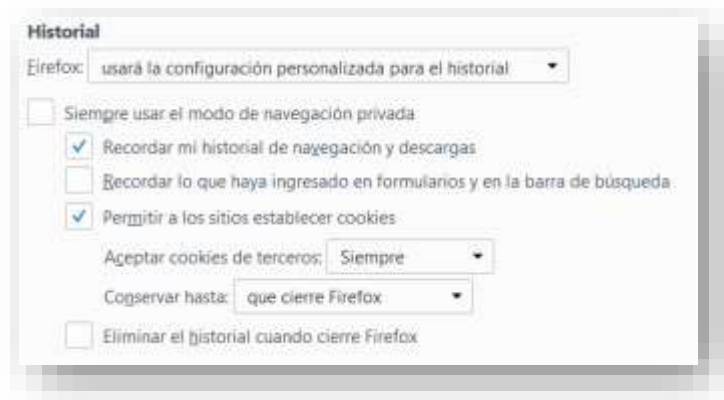 Historial
Firefox: usará la configuración personalizada para el historial
Siempre usar el modo de navegación privada
Recordar mi historial de navegación y descargas
Recordar lo que haya ingresado en formularios y en la barra de búsqueda
Permitir a los sitios establecer cookies
Aceptar cookies de terceros: Siempre
Conservar hasta: que cierre Firefox
Eliminar el historial cuando cierre Firefox